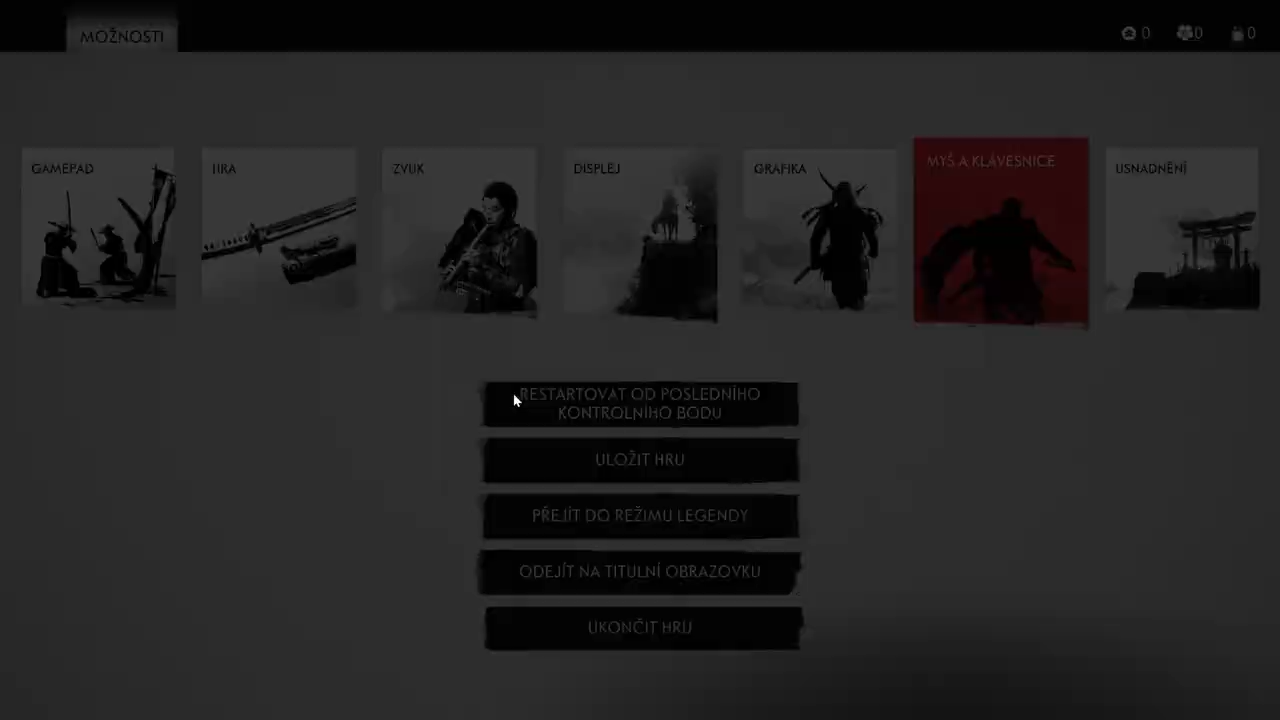 MOŽNOSTI
0
0
0
GAMEPAD
HRA
ZVUK
DISPLEJ
GRAFIKA
MYŠ A KLÁVESNICE
USNADNĚNÍ
RESTARTOVAT OD POSLEDNÍHO
KONTROLNÍHO BODU
ULOŽIT HRU
PŘEJÍT DO REŽIMU LEGENDY
ODEJÍT NA TITULNÍ OBRAZOVKU
UKONČIT HRU